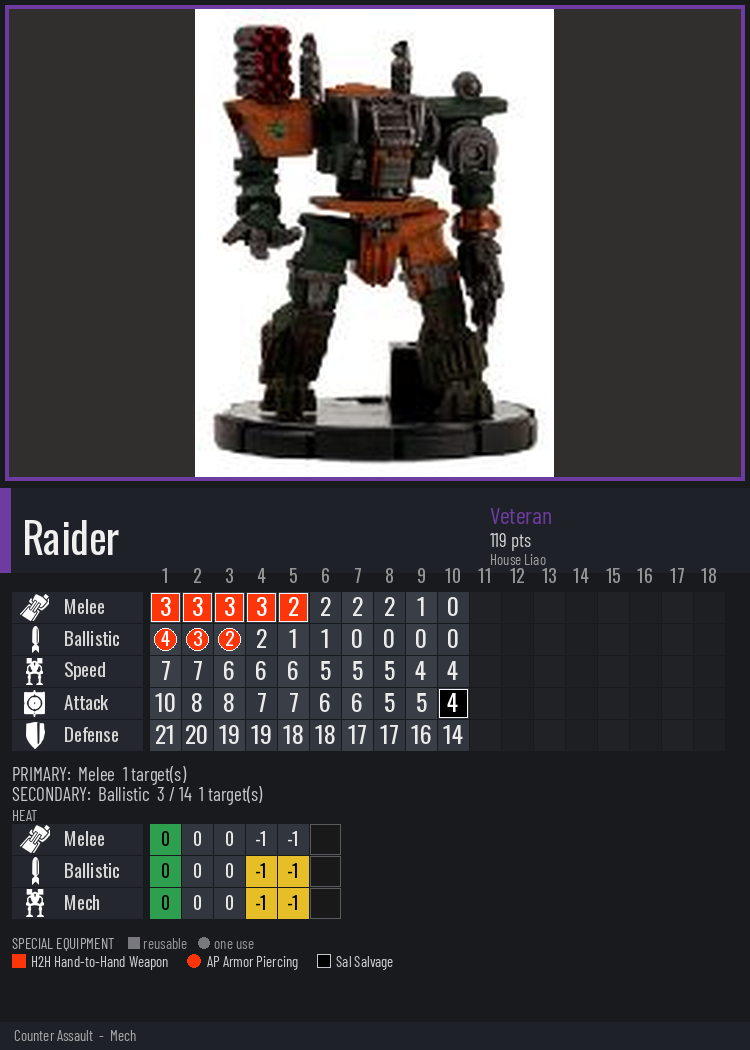 Raider
Veteran
119 pts
House Liao
1 2 3 4 5 6 7 8 9 10 11 12 13 14 15 16 17 18
Melee 3 3 3 3 2 2 2 2 1 0
Ballistic 4 3 2 2 1 1 0 0 0 0
Speed 7 7 6 6 6 5 5 5 4 4
Attack 10 8 8 7 7 6 6 5 5 4
Defense 21 20 19 19 18 18 17 17 16 14
PRIMARY: Melee 1 target(s)
SECONDARY: Ballistic 3 / 14 1 target(s)
HEAT
Melee 0 0 0 -1 -1
Ballistic 0 0 0 -1 -1
Mech 0 0 0 -1 -1
SPECIAL EQUIPMENT reusable one use
H2H Hand-to-Hand Weapon AP Armor Piercing Sal Salvage
Counter Assault - Mech